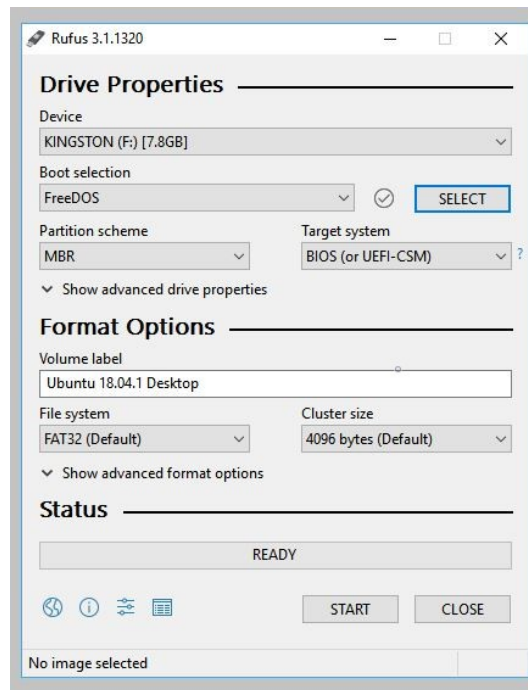 Rufus 3.1.1320
Drive Properties
Device
KINGSTON (F:) [7.8GB]
Boot selection
FreeDOS
SELECT
Partition scheme
Target system
MBR
BIOS (or UEFI-CSM)
?
Show advanced drive properties
Format Options
Volume label
Ubuntu 18.04.1 Desktop
File system
Cluster size
FAT32 (Default)
4096 bytes (Default)
Show advanced format options
Status
READY
START
CLOSE
No image selected